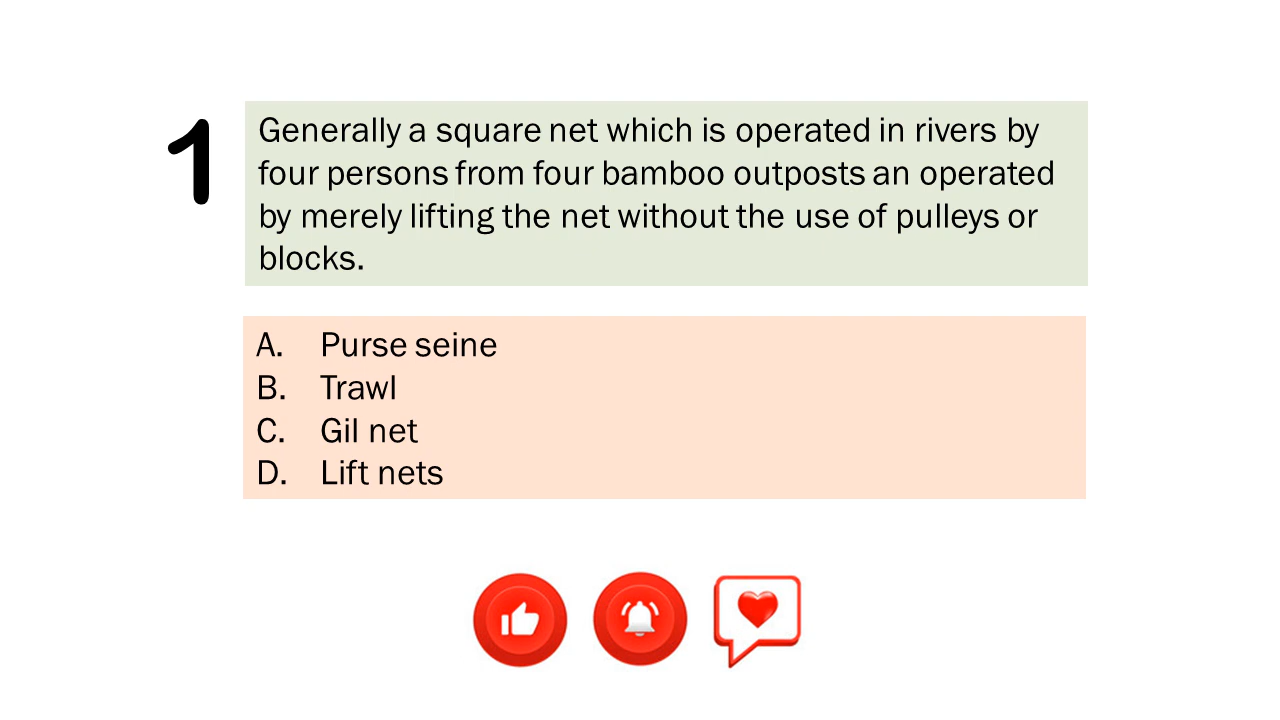 1
Generally a square net which is operated in rivers by
four persons from four bamboo outposts an operated
by merely lifting the net without the use of pulleys or
blocks.
A. Purse seine
B. Trawl
C. Gil net
D. Lift nets